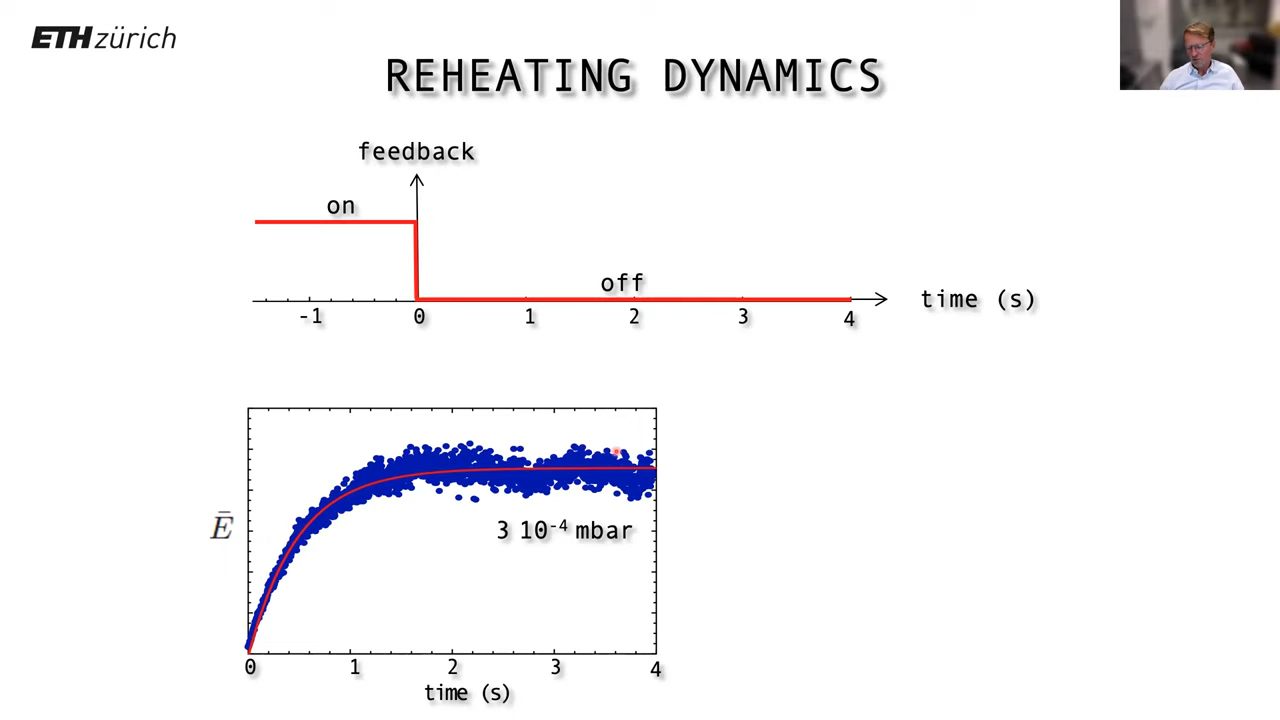 ETH zürich
REHEATING DYNAMICS
feedback
on
off
-1 0 1 2 3 4
time (s)
Ē
3 10⁻⁴ mbar
0 1 2 3 4
time (s)